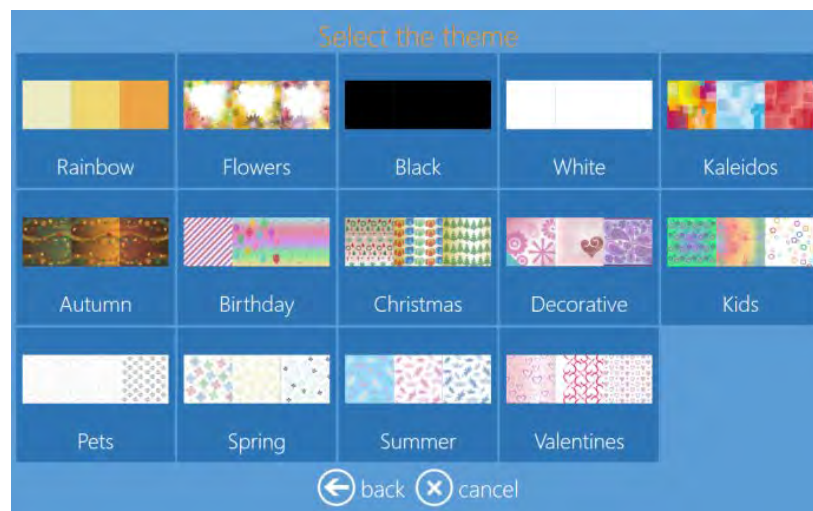 Select the theme
Rainbow Flowers Black White Kaleidos
Autumn Birthday Christmas Decorative Kids
Pets Spring Summer Valentines
back cancel